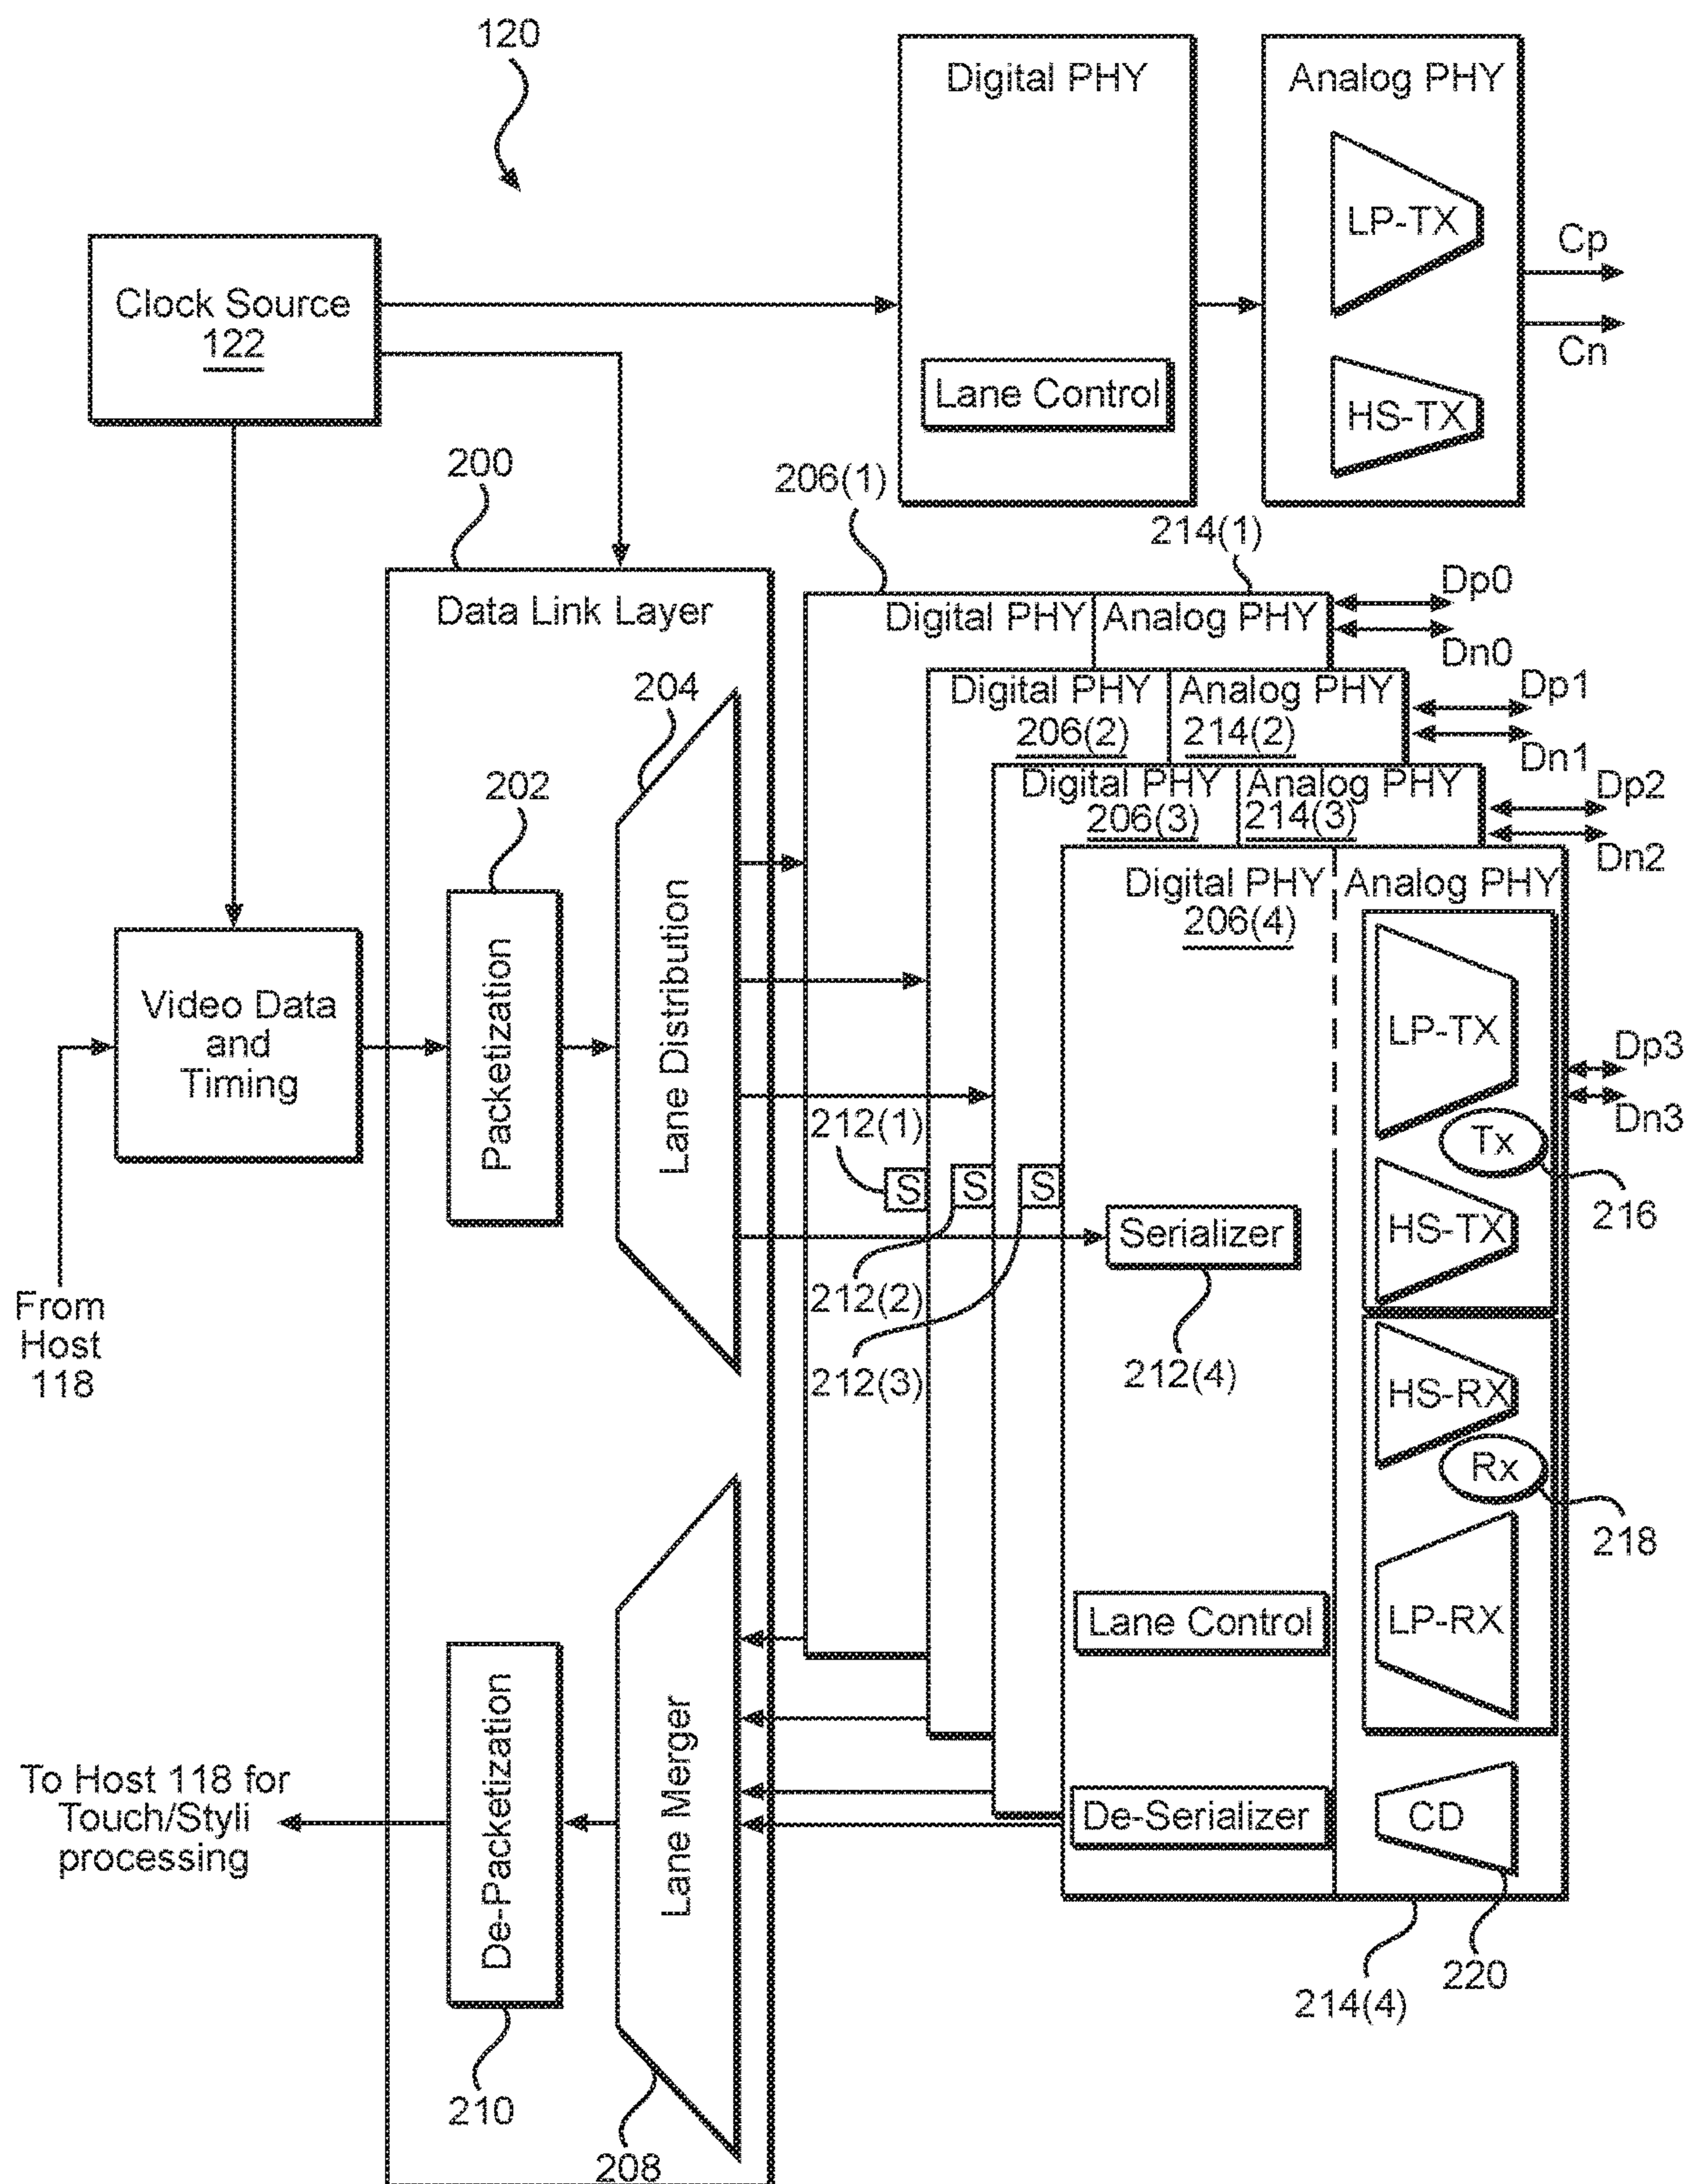 120
Digital PHY
Analog PHY
LP-TX
Cp
Clock Source
122
Cn
Lane Control
HS-TX
200
206(1)
214(1)
Data Link Layer
Digital PHY
Analog PHY
Dp0
Dn0
204
Digital PHY
206(2)
Analog PHY
214(2)
Dp1
Dn1
202
Digital PHY
206(3)
Analog PHY
214(3)
Dp2
Dn2
Digital PHY
206(4)
Analog PHY
Packetization
Lane Distribution
Video Data
and
Timing
LP-TX
Dp3
Dn3
212(1)
Tx
S
S
S
216
Serializer
HS-TX
From
Host
118
212(2)
212(3)
212(4)
HS-RX
Rx
218
Lane Control
LP-RX
De-Packetization
Lane Merger
To Host 118 for
Touch/Styli
processing
De-Serializer
CD
220
214(4)
210
208